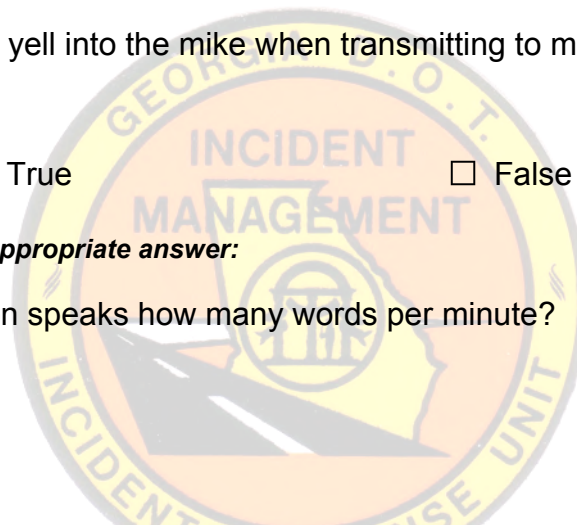 yell into the mike when transmitting to m
GEORGIA D.O.T.
INCIDENT
MANAGEMENT
True ☐ False
ppropriate answer:
n speaks how many words per minute?
INCIDENT
SE UNIT